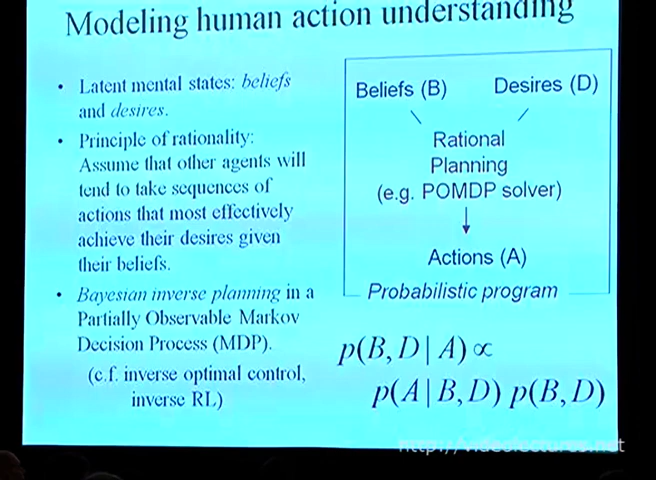 Modeling human action understanding
• Latent mental states: beliefs
and desires.
• Principle of rationality:
Assume that other agents will
tend to take sequences of
actions that most effectively
achieve their desires given
their beliefs.
• Bayesian inverse planning in a
Partially Observable Markov
Decision Process (MDP).
(c.f. inverse optimal control,
inverse RL)
Beliefs (B) Desires (D)
Rational
Planning
(e.g. POMDP solver)
Actions (A)
Probabilistic program
p(B, D | A) ∝
p(A | B, D) p(B, D)
http://videolectures.net